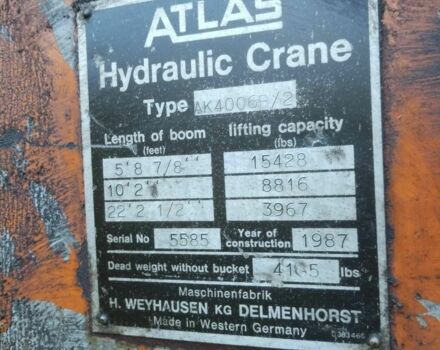 ATLAS
Hydraulic Crane
Type AK4006B/2
Length of boom lifting capacity
(feet) (lbs)
5'8 7/8'' 15428
10'2'' 8816
22'2 1/2'' 3967
Serial No 5585 Year of construction 1987
Dead weight without bucket lbs
Maschinenfabrik
H. WEYHAUSEN KG DELMENHORST
Made in Western Germany